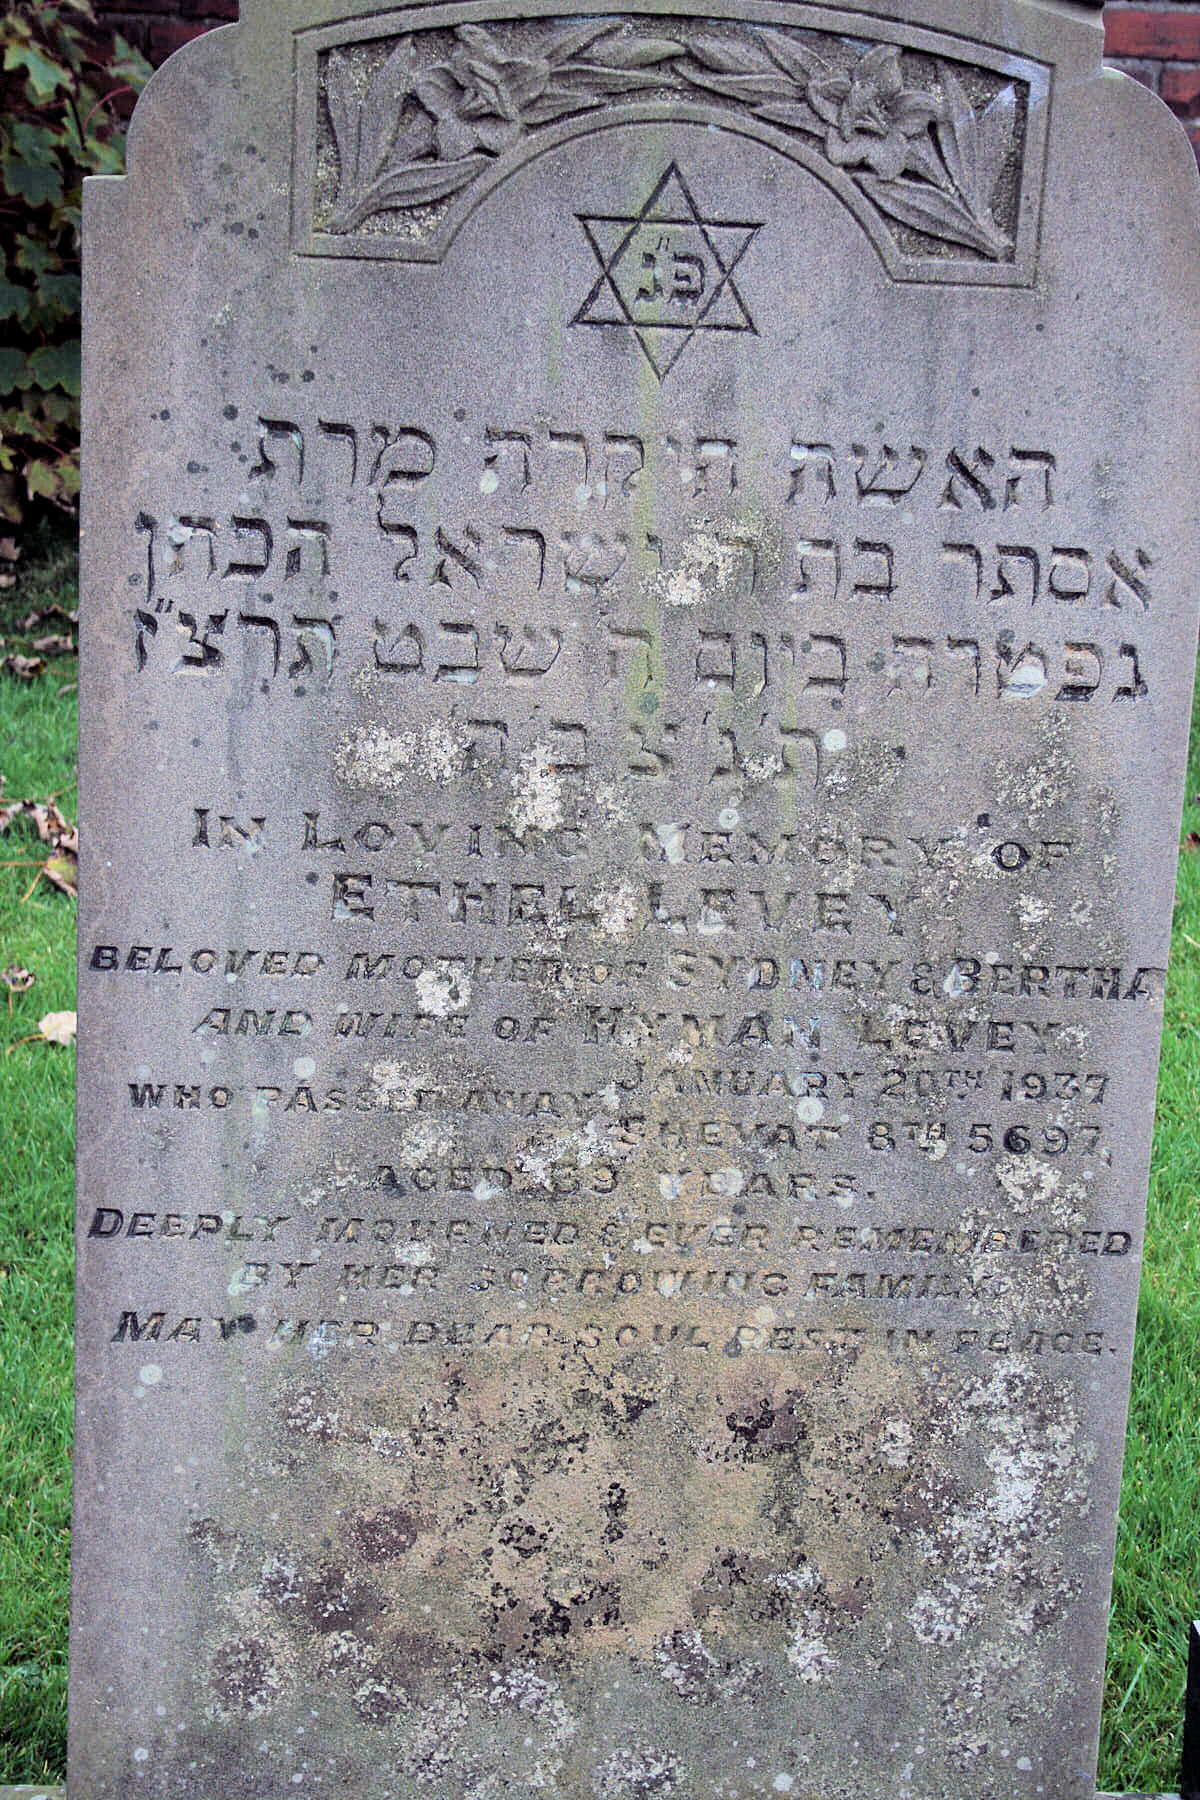 פ״נ
האשה היקרה מרת
אסתר בת ר׳ ישראל הכהן
נפטרה ביום ח שבט תרצ״ז
ת׳נ׳צ׳ב׳ה׳
IN LOVING MEMORY OF
ETHEL LEVEY
BELOVED MOTHER OF SYDNEY & BERTHA
AND WIFE OF HYMAN LEVEY
WHO PASSED AWAY JANUARY 20TH 1937
SHEVAT 8TH 5697,
AGED YEARS.
DEEPLY MOURNED & EVER REMEMBERED
BY HER SORROWING FAMILY.
MAY HER DEAR SOUL REST IN PEACE.